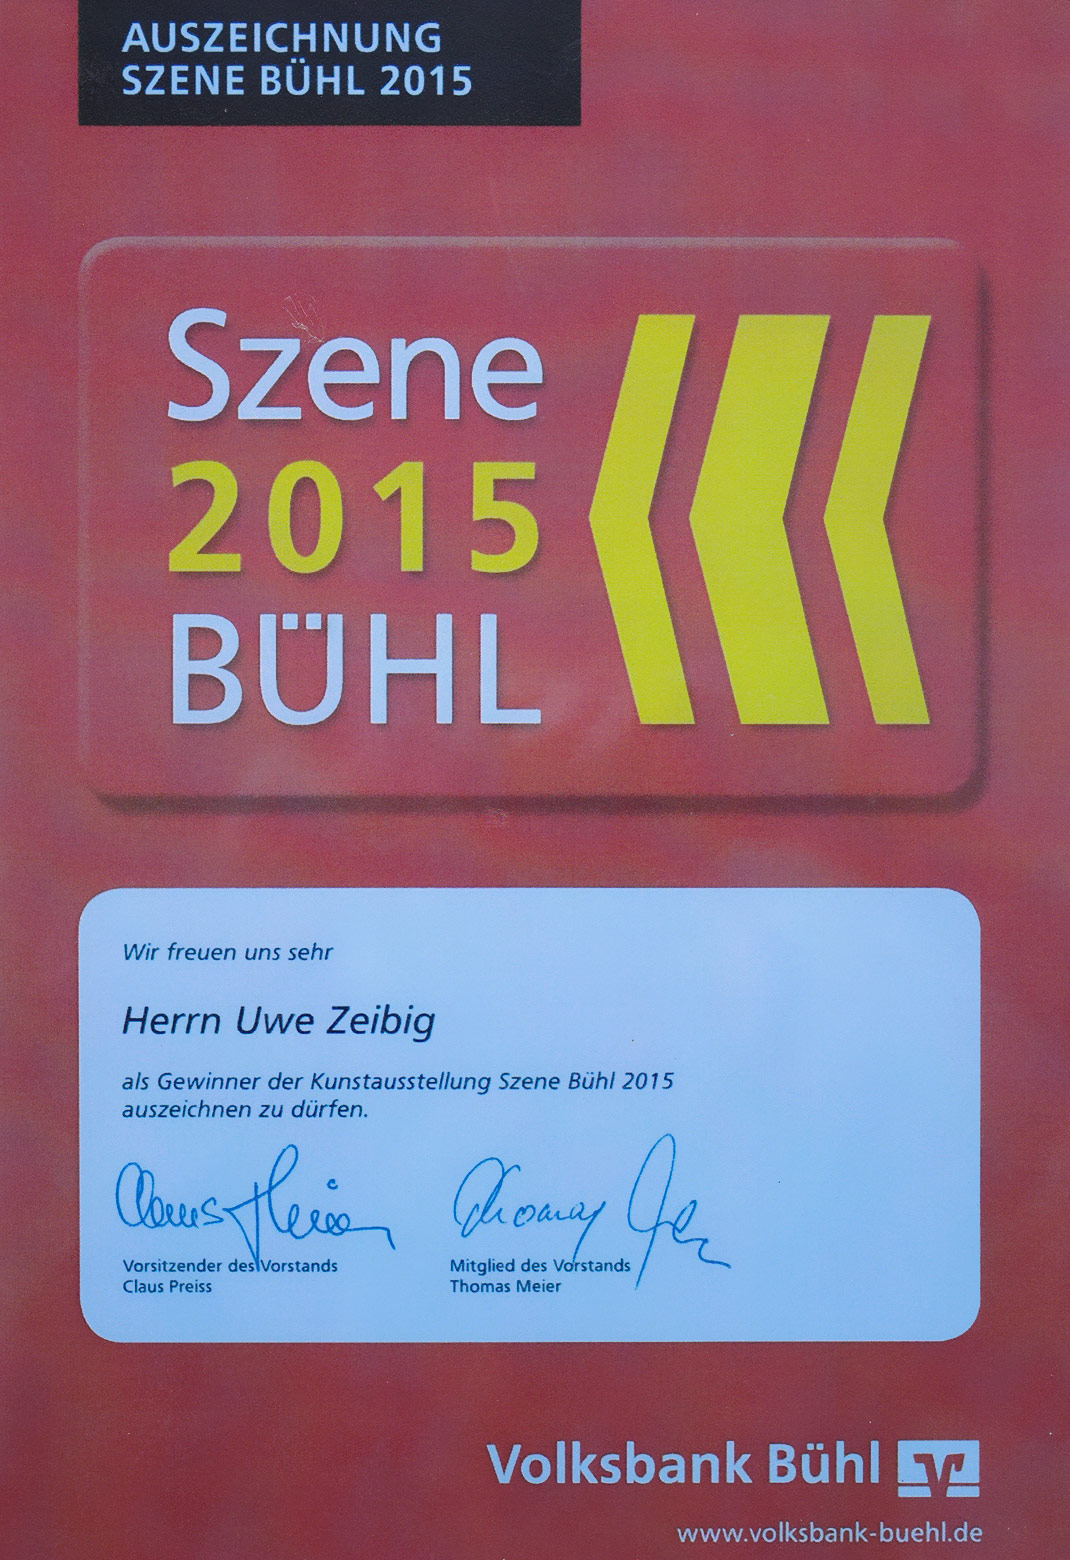 AUSZEICHNUNG
SZENE BÜHL 2015
Szene
2015
BÜHL
Wir freuen uns sehr
Herrn Uwe Zeibig
als Gewinner der Kunstausstellung Szene Bühl 2015
auszeichnen zu dürfen.
Vorsitzender des Vorstands
Claus Preiss
Mitglied des Vorstands
Thomas Meier
Volksbank Bühl
www.volksbank-buehl.de